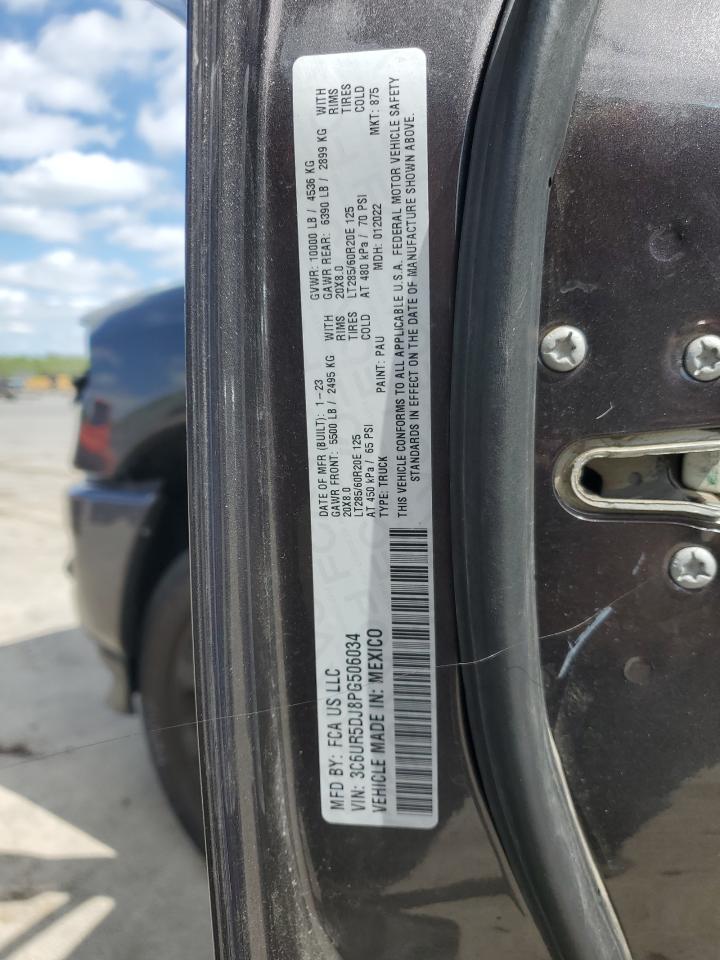 MFD BY: FCA US LLC
DATE OF MFR (BUILT): 1-23
GVWR: 10000 LB / 4536 KG
GAWR FRONT: 5500 LB / 2495 KG WITH
20X8.0 RIMS
LT285/60R20E 125 TIRES
AT 450 kPa / 65 PSI COLD
GAWR REAR: 6390 LB / 2899 KG WITH
20X8.0 RIMS
LT285/60R20E 125 TIRES
AT 480 kPa / 70 PSI COLD
VIN: 3C6UR5DJ8PG506034
TYPE: TRUCK PAINT: PAU MDH: 012022 MKT: 875
VEHICLE MADE IN: MEXICO
THIS VEHICLE CONFORMS TO ALL APPLICABLE U.S.A. FEDERAL MOTOR VEHICLE SAFETY
STANDARDS IN EFFECT ON THE DATE OF MANUFACTURE SHOWN ABOVE.